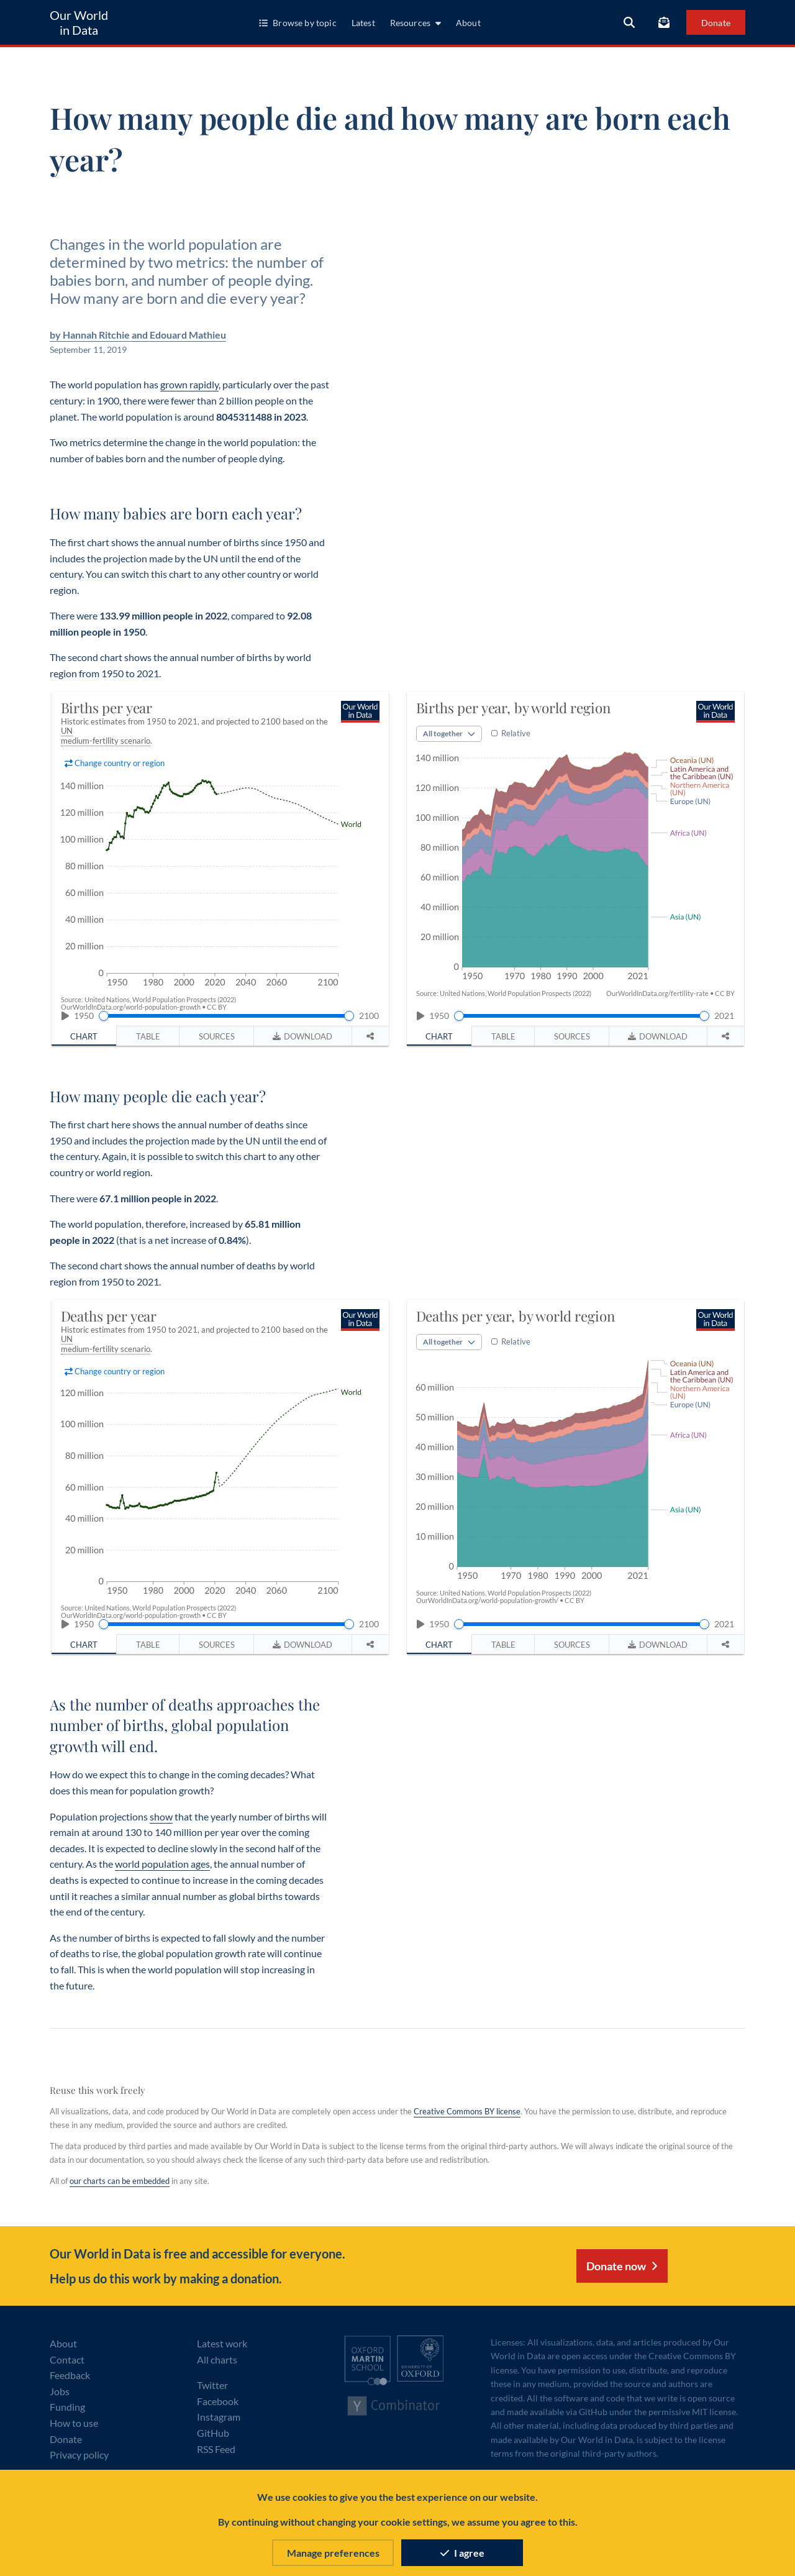 Our World
in Data
Browse by topic
Latest
Resources
About
Donate
How many people die and how many are born each
year?
Changes in the world population are
determined by two metrics: the number of
babies born, and number of people dying.
How many are born and die every year?
by Hannah Ritchie and Edouard Mathieu
September 11, 2019
The world population has grown rapidly, particularly over the past
century: in 1900, there were fewer than 2 billion people on the
planet. The world population is around 8045311488 in 2023.
Two metrics determine the change in the world population: the
number of babies born and the number of people dying.
How many babies are born each year?
The first chart shows the annual number of births since 1950 and
includes the projection made by the UN until the end of the
century. You can switch this chart to any other country or world
region.
There were 133.99 million people in 2022, compared to 92.08
million people in 1950.
The second chart shows the annual number of births by world
region from 1950 to 2021.
Births per year
Historic estimates from 1950 to 2021, and projected to 2100 based on the
UN
medium-fertility scenario.
Our World
in Data
Change country or region
140 million
120 million
100 million
80 million
60 million
40 million
20 million
0
1950
1980
2000
2020
2040
2060
2100
World
Source: United Nations, World Population Prospects (2022)
OurWorldInData.org/world-population-growth • CC BY
1950
2100
CHART
TABLE
SOURCES
DOWNLOAD
Births per year, by world region
Our World
in Data
All together
Relative
140 million
120 million
100 million
80 million
60 million
40 million
20 million
0
1950
1970
1980
1990
2000
2021
Oceania (UN)
Latin America and
the Caribbean (UN)
Northern America
(UN)
Europe (UN)
Africa (UN)
Asia (UN)
Source: United Nations, World Population Prospects (2022)
OurWorldInData.org/fertility-rate • CC BY
1950
2021
CHART
TABLE
SOURCES
DOWNLOAD
How many people die each year?
The first chart here shows the annual number of deaths since
1950 and includes the projection made by the UN until the end of
the century. Again, it is possible to switch this chart to any other
country or world region.
There were 67.1 million people in 2022.
The world population, therefore, increased by 65.81 million
people in 2022 (that is a net increase of 0.84%).
The second chart shows the annual number of deaths by world
region from 1950 to 2021.
Deaths per year
Historic estimates from 1950 to 2021, and projected to 2100 based on the
UN
medium-fertility scenario.
Our World
in Data
Change country or region
120 million
100 million
80 million
60 million
40 million
20 million
0
1950
1980
2000
2020
2040
2060
2100
World
Source: United Nations, World Population Prospects (2022)
OurWorldInData.org/world-population-growth • CC BY
1950
2100
CHART
TABLE
SOURCES
DOWNLOAD
Deaths per year, by world region
Our World
in Data
All together
Relative
60 million
50 million
40 million
30 million
20 million
10 million
0
1950
1970
1980
1990
2000
2021
Oceania (UN)
Latin America and
the Caribbean (UN)
Northern America
(UN)
Europe (UN)
Africa (UN)
Asia (UN)
Source: United Nations, World Population Prospects (2022)
OurWorldInData.org/world-population-growth/ • CC BY
1950
2021
CHART
TABLE
SOURCES
DOWNLOAD
As the number of deaths approaches the
number of births, global population
growth will end.
How do we expect this to change in the coming decades? What
does this mean for population growth?
Population projections show that the yearly number of births will
remain at around 130 to 140 million per year over the coming
decades. It is expected to decline slowly in the second half of the
century. As the world population ages, the annual number of
deaths is expected to continue to increase in the coming decades
until it reaches a similar annual number as global births towards
the end of the century.
As the number of births is expected to fall slowly and the number
of deaths to rise, the global population growth rate will continue
to fall. This is when the world population will stop increasing in
the future.
Reuse this work freely
All visualizations, data, and code produced by Our World in Data are completely open access under the Creative Commons BY license. You have the permission to use, distribute, and reproduce
these in any medium, provided the source and authors are credited.
The data produced by third parties and made available by Our World in Data is subject to the license terms from the original third-party authors. We will always indicate the original source of the
data in our documentation, so you should always check the license of any such third-party data before use and redistribution.
All of our charts can be embedded in any site.
Our World in Data is free and accessible for everyone.
Help us do this work by making a donation.
Donate now
About
Contact
Feedback
Jobs
Funding
How to use
Donate
Privacy policy
Latest work
All charts
Twitter
Facebook
Instagram
GitHub
RSS Feed
OXFORD
MARTIN
SCHOOL
UNIVERSITY OF
OXFORD
Y Combinator
Licenses: All visualizations, data, and articles produced by Our
World in Data are open access under the Creative Commons BY
license. You have permission to use, distribute, and reproduce
these in any medium, provided the source and authors are
credited. All the software and code that we write is open source
and made available via GitHub under the permissive MIT license.
All other material, including data produced by third parties and
made available by Our World in Data, is subject to the license
terms from the original third-party authors.
We use cookies to give you the best experience on our website.
By continuing without changing your cookie settings, we assume you agree to this.
Manage preferences
I agree